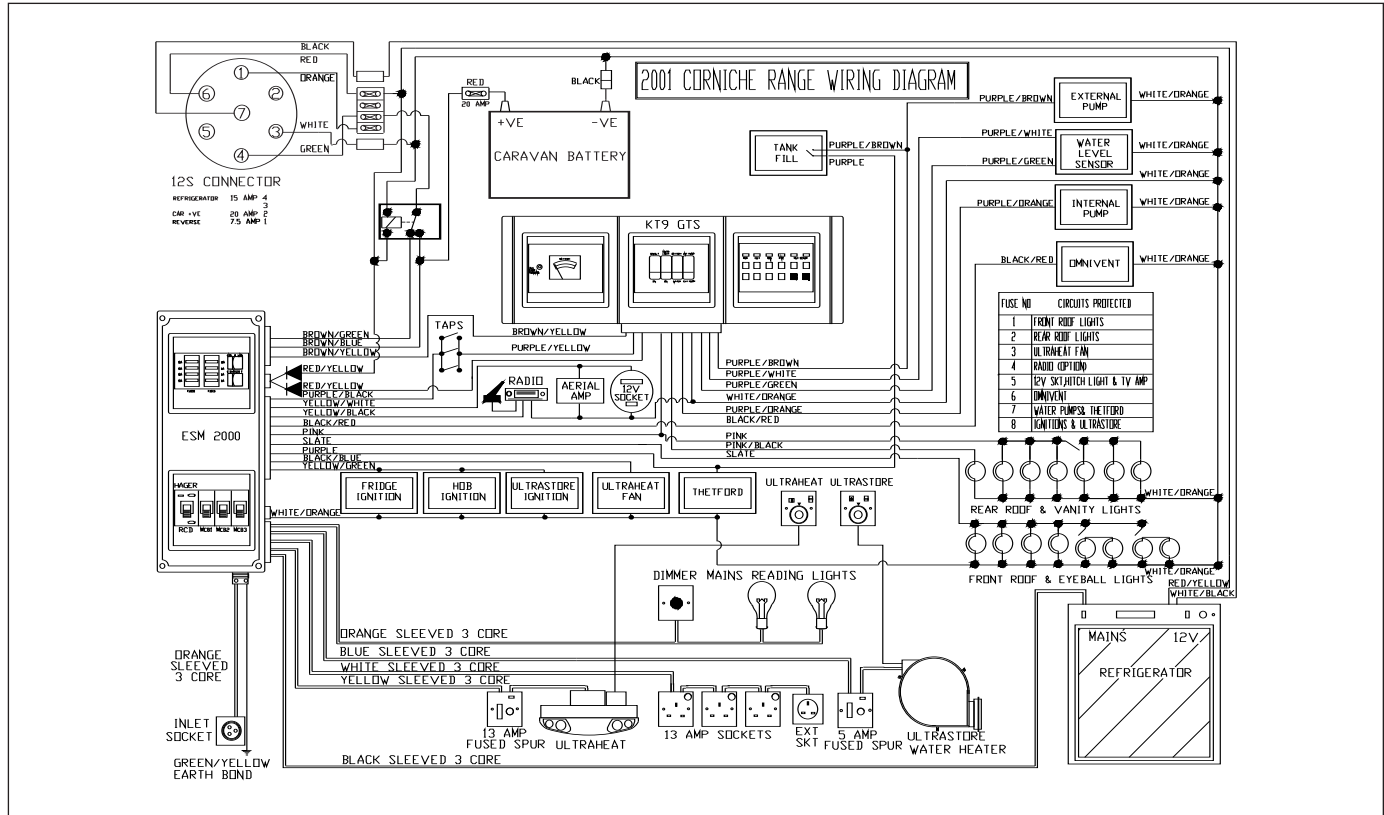 2001 CORNICHE RANGE WIRING DIAGRAM
BLACK
RED
ORANGE
WHITE
GREEN
1
2
3
4
5
6
7
12S CONNECTOR
REFRIGERATOR 15 AMP 4
3
CAR +VE 20 AMP 2
REVERSE 7.5 AMP 1
RED
20 AMP
BLACK
+VE -VE
CARAVAN BATTERY
TANK
FILL
PURPLE/BROWN
PURPLE
PURPLE/BROWN
EXTERNAL
PUMP
WHITE/ORANGE
PURPLE/WHITE
PURPLE/GREEN
WATER
LEVEL
SENSOR
WHITE/ORANGE
WHITE/ORANGE
PURPLE/ORANGE
INTERNAL
PUMP
WHITE/ORANGE
BLACK/RED
OMNIVENT
WHITE/ORANGE
KT9 GTS
FUSE NO CIRCUITS PROTECTED
1 FRONT ROOF LIGHTS
2 REAR ROOF LIGHTS
3 ULTRAHEAT FAN
4 RADIO (OPTION)
5 12V SKT,HITCH LIGHT & TV AMP
6 OMNIVENT
7 WATER PUMPS& THETFORD
8 IGNITIONS & ULTRASTORE
BROWN/GREEN
BROWN/BLUE
BROWN/YELLOW
RED/YELLOW
RED/YELLOW
PURPLE/BLACK
YELLOW/WHITE
YELLOW/BLACK
BLACK/RED
PINK
SLATE
PURPLE
BLACK/BLUE
YELLOW/GREEN
WHITE/ORANGE
ESM 2000
HAGER
RCD MCB1 MCB2 MCB3
TAPS
BROWN/YELLOW
PURPLE/YELLOW
RADIO
AERIAL
AMP
12V
SOCKET
PURPLE/BROWN
PURPLE/WHITE
PURPLE/GREEN
WHITE/ORANGE
PURPLE/ORANGE
BLACK/RED
PINK
PINK/BLACK
SLATE
FRIDGE
IGNITION
HOB
IGNITION
ULTRASTORE
IGNITION
ULTRAHEAT
FAN
THETFORD
ULTRAHEAT ULTRASTORE
WHITE/ORANGE
REAR ROOF & VANITY LIGHTS
FRONT ROOF & EYEBALL LIGHTS
WHITE/ORANGE
RED/YELLOW
WHITE/BLACK
DIMMER MAINS READING LIGHTS
ORANGE SLEEVED 3 CORE
BLUE SLEEVED 3 CORE
WHITE SLEEVED 3 CORE
YELLOW SLEEVED 3 CORE
BLACK SLEEVED 3 CORE
ORANGE
SLEEVED
3 CORE
INLET
SOCKET
GREEN/YELLOW
EARTH BOND
13 AMP
FUSED SPUR
ULTRAHEAT
13 AMP SOCKETS
EXT
SKT
5 AMP
FUSED SPUR
ULTRASTORE
WATER HEATER
MAINS 12V
REFRIGERATOR